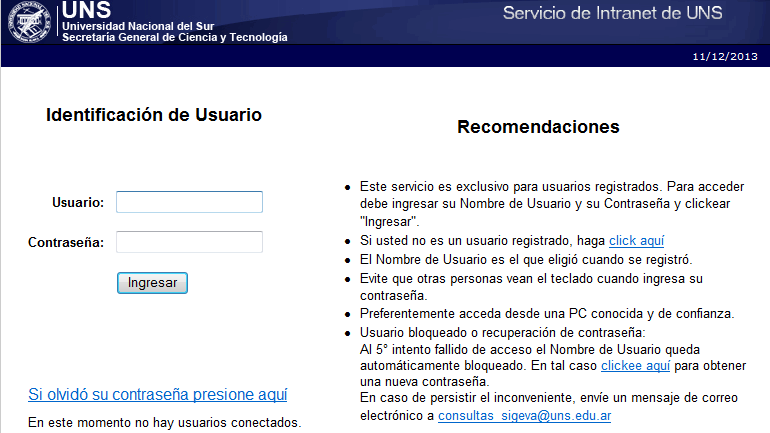 UNS
Universidad Nacional del Sur
Secretaría General de Ciencia y Tecnología
Servicio de Intranet de UNS
11/12/2013
Identificación de Usuario
Usuario:
Contraseña:
Ingresar
Si olvidó su contraseña presione aquí
En este momento no hay usuarios conectados.
Recomendaciones
Este servicio es exclusivo para usuarios registrados. Para acceder
debe ingresar su Nombre de Usuario y su Contraseña y clickear
"Ingresar".
Si usted no es un usuario registrado, haga click aquí
El Nombre de Usuario es el que eligió cuando se registró.
Evite que otras personas vean el teclado cuando ingresa su
contraseña.
Preferentemente acceda desde una PC conocida y de confianza.
Usuario bloqueado o recuperación de contraseña:
Al 5° intento fallido de acceso el Nombre de Usuario queda
automáticamente bloqueado. En tal caso clickee aquí para obtener
una nueva contraseña.
En caso de persistir el inconveniente, envíe un mensaje de correo
electrónico a consultas_sigeva@uns.edu.ar